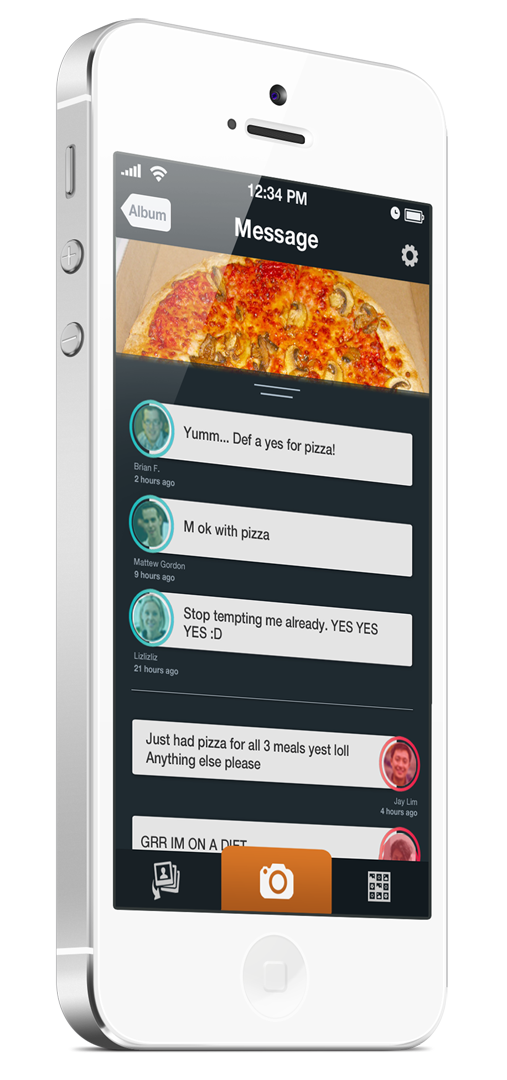 12:34 PM
Album
Message
Yumm... Def a yes for pizza!
Brian F.
2 hours ago
M ok with pizza
Mattew Gordon
9 hours ago
Stop tempting me already. YES YES
YES :D
Lizlizliz
21 hours ago
Just had pizza for all 3 meals yest loll
Anything else please
Jay Lim
4 hours ago
GRR IM ON A DIET